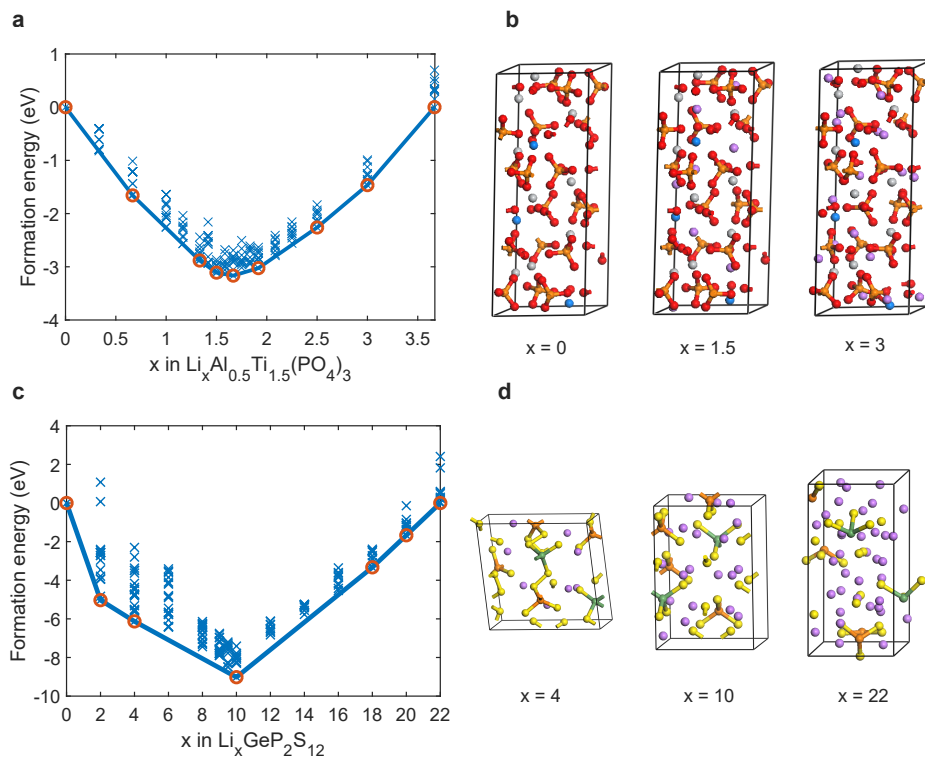 a
1
0
-1
-2
-3
-4
Formation energy (eV)
0 0.5 1 1.5 2 2.5 3 3.5
x in LiₓAl₀.₅Ti₁.₅(PO₄)₃
b
x = 0
x = 1.5
x = 3
c
4
2
0
-2
-4
-6
-8
-10
Formation energy (eV)
0 2 4 6 8 10 12 14 16 18 20 22
x in LiₓGeP₂S₁₂
d
x = 4
x = 10
x = 22